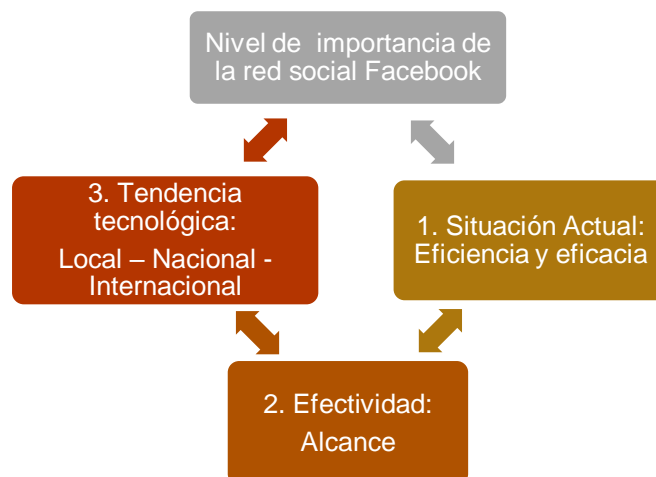 Nivel de importancia de
la red social Facebook
3. Tendencia
tecnológica:
Local – Nacional -
Internacional
1. Situación Actual:
Eficiencia y eficacia
2. Efectividad:
Alcance